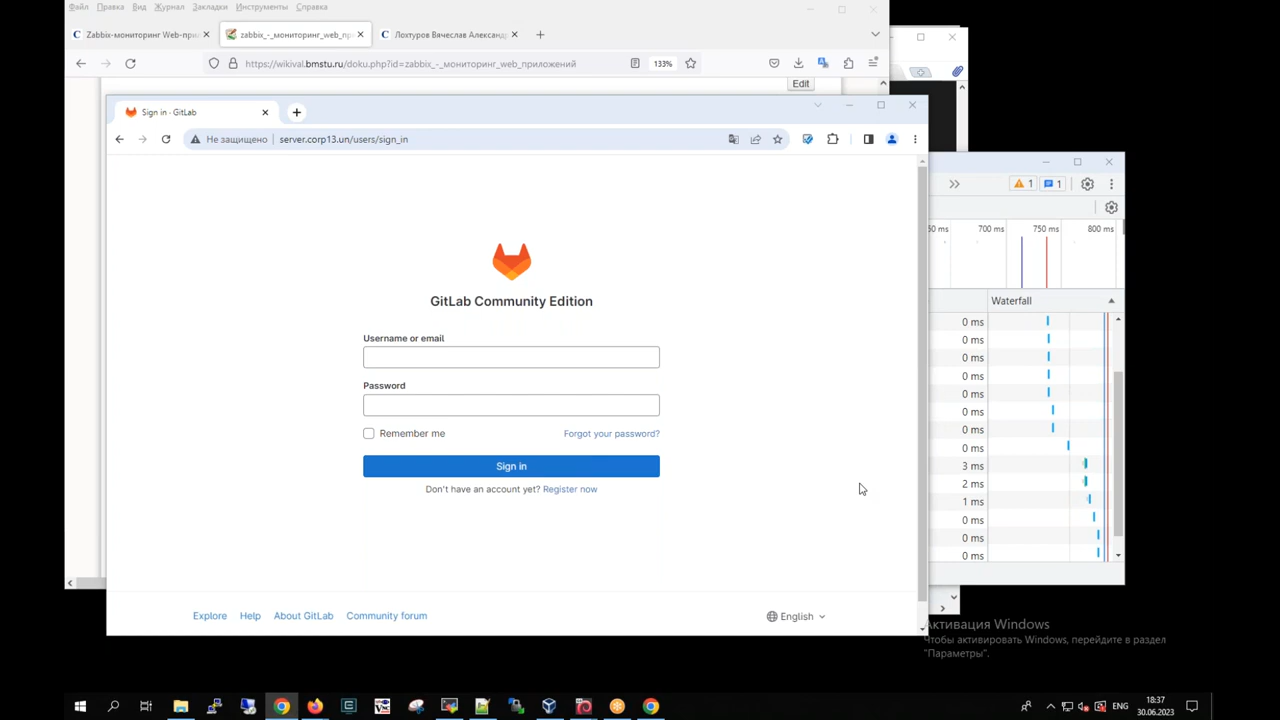 Файл Правка Вид Журнал Закладки Инструменты Справка
Zabbix-мониторинг Web-при
zabbix_-_мониторинг_web_пр
Лохтуров Вячеслав Александр
https://wikival.bmstu.ru/doku.php?id=zabbix_-_мониторинг_web_приложений
133%
Edit
Sign in · GitLab
Не защищено
server.corp13.un/users/sign_in
GitLab Community Edition
Username or email
Password
Remember me
Forgot your password?
Sign in
Don't have an account yet? Register now
Explore Help About GitLab Community forum
English
1 1
50 ms 700 ms 750 ms 800 ms
Waterfall
0 ms
0 ms
0 ms
0 ms
0 ms
0 ms
0 ms
0 ms
3 ms
2 ms
1 ms
0 ms
0 ms
0 ms
Активация Windows
Чтобы активировать Windows, перейдите в раздел
"Параметры".
ENG
18:37
30.06.2023